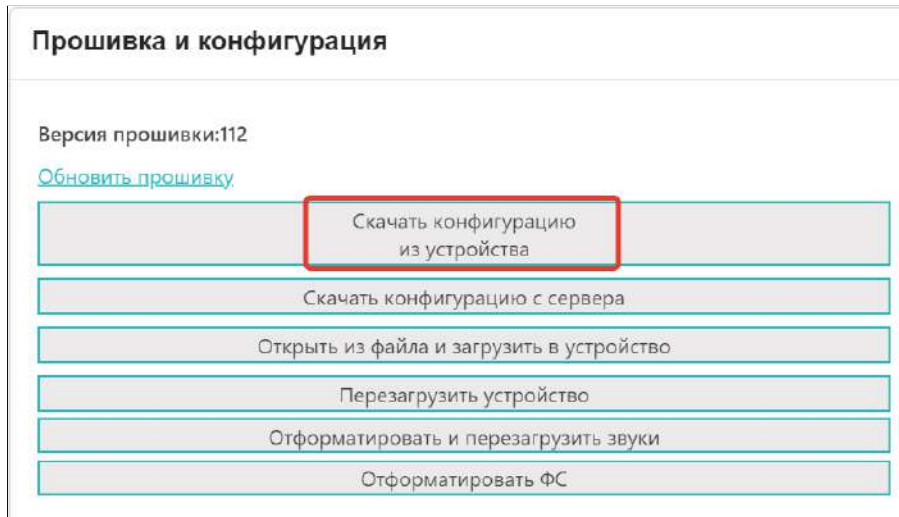 Прошивка и конфигурация
Версия прошивки:112
Обновить прошивку
Скачать конфигурацию
из устройства
Скачать конфигурацию с сервера
Открыть из файла и загрузить в устройство
Перезагрузить устройство
Отформатировать и перезагрузить звуки
Отформатировать ФС